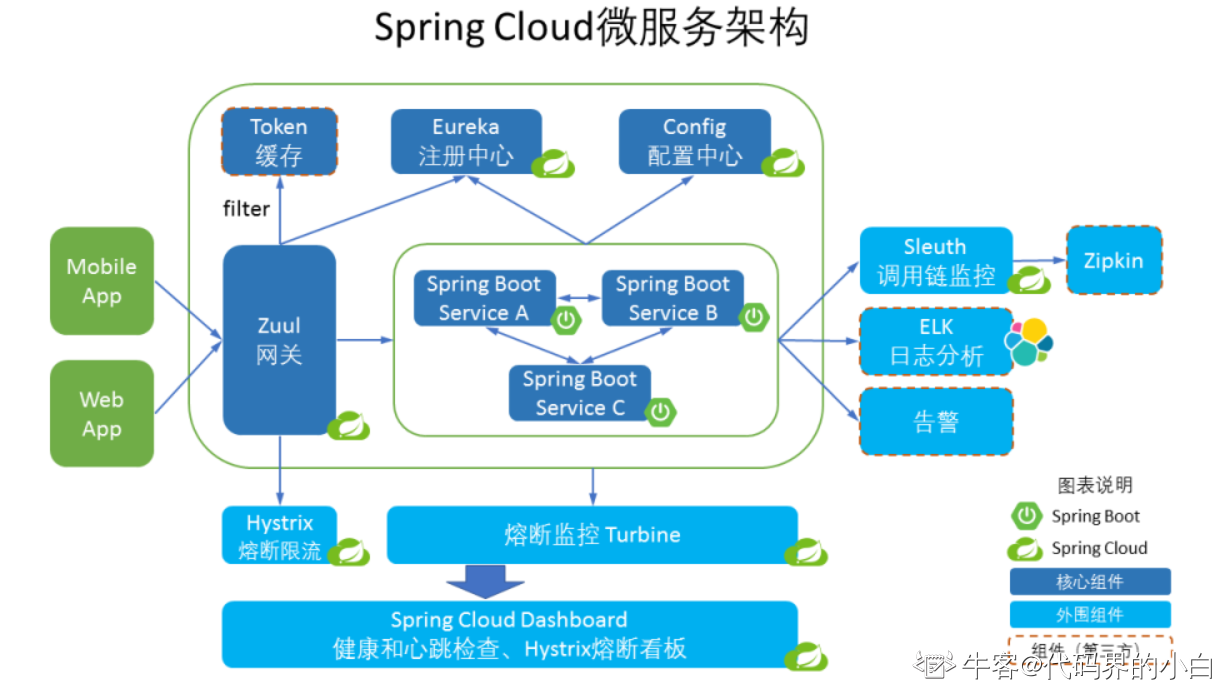 Spring Cloud微服务架构
Token
缓存
Eureka
注册中心
Config
配置中心
filter
Mobile
App
Web
App
Zuul
网关
Spring Boot
Service A
Spring Boot
Service B
Spring Boot
Service C
Sleuth
调用链监控
Zipkin
ELK
日志分析
告警
Hystrix
熔断限流
熔断监控 Turbine
Spring Cloud Dashboard
健康和心跳检查、Hystrix熔断看板
图表说明
Spring Boot
Spring Cloud
核心组件
外围组件
组件（第三方）
牛客@代码界的小白